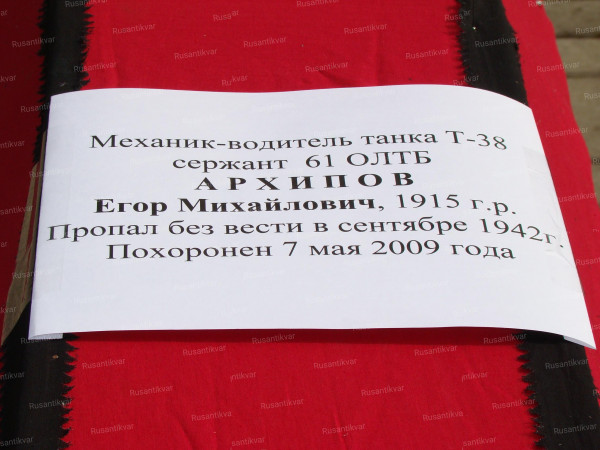 Механик-водитель танка Т-38
сержант 61 ОЛТБ
АРХИПОВ
Егор Михайлович, 1915 г.р.
Пропал без вести в сентябре 1942г.
Похоронен 7 мая 2009 года
Rusantikvar